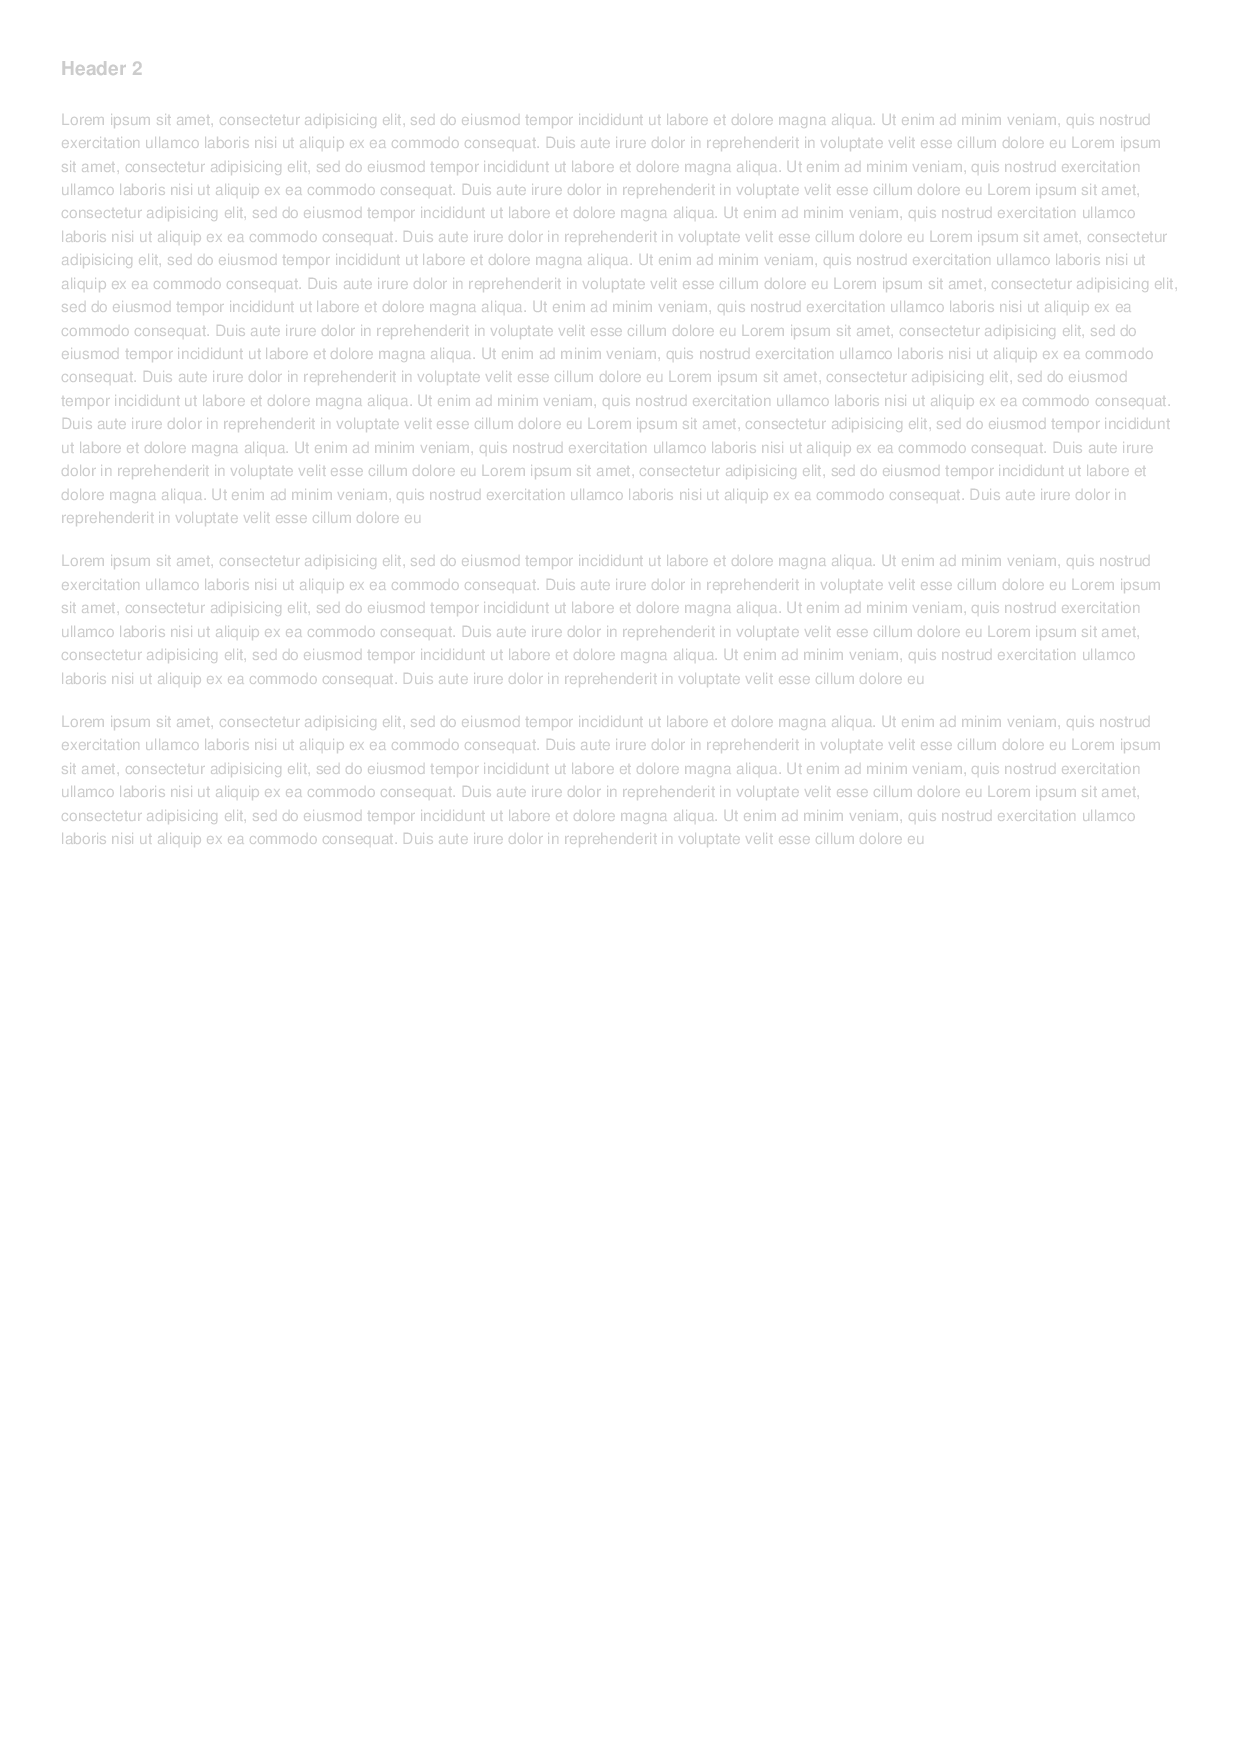 Header 2
Lorem ipsum sit amet, consectetur adipisicing elit, sed do eiusmod tempor incididunt ut labore et dolore magna aliqua. Ut enim ad minim veniam, quis nostrud
exercitation ullamco laboris nisi ut aliquip ex ea commodo consequat. Duis aute irure dolor in reprehenderit in voluptate velit esse cillum dolore eu Lorem ipsum
sit amet, consectetur adipisicing elit, sed do eiusmod tempor incididunt ut labore et dolore magna aliqua. Ut enim ad minim veniam, quis nostrud exercitation
ullamco laboris nisi ut aliquip ex ea commodo consequat. Duis aute irure dolor in reprehenderit in voluptate velit esse cillum dolore eu Lorem ipsum sit amet,
consectetur adipisicing elit, sed do eiusmod tempor incididunt ut labore et dolore magna aliqua. Ut enim ad minim veniam, quis nostrud exercitation ullamco
laboris nisi ut aliquip ex ea commodo consequat. Duis aute irure dolor in reprehenderit in voluptate velit esse cillum dolore eu Lorem ipsum sit amet, consectetur
adipisicing elit, sed do eiusmod tempor incididunt ut labore et dolore magna aliqua. Ut enim ad minim veniam, quis nostrud exercitation ullamco laboris nisi ut
aliquip ex ea commodo consequat. Duis aute irure dolor in reprehenderit in voluptate velit esse cillum dolore eu Lorem ipsum sit amet, consectetur adipisicing elit,
sed do eiusmod tempor incididunt ut labore et dolore magna aliqua. Ut enim ad minim veniam, quis nostrud exercitation ullamco laboris nisi ut aliquip ex ea
commodo consequat. Duis aute irure dolor in reprehenderit in voluptate velit esse cillum dolore eu Lorem ipsum sit amet, consectetur adipisicing elit, sed do
eiusmod tempor incididunt ut labore et dolore magna aliqua. Ut enim ad minim veniam, quis nostrud exercitation ullamco laboris nisi ut aliquip ex ea commodo
consequat. Duis aute irure dolor in reprehenderit in voluptate velit esse cillum dolore eu Lorem ipsum sit amet, consectetur adipisicing elit, sed do eiusmod
tempor incididunt ut labore et dolore magna aliqua. Ut enim ad minim veniam, quis nostrud exercitation ullamco laboris nisi ut aliquip ex ea commodo consequat.
Duis aute irure dolor in reprehenderit in voluptate velit esse cillum dolore eu Lorem ipsum sit amet, consectetur adipisicing elit, sed do eiusmod tempor incididunt
ut labore et dolore magna aliqua. Ut enim ad minim veniam, quis nostrud exercitation ullamco laboris nisi ut aliquip ex ea commodo consequat. Duis aute irure
dolor in reprehenderit in voluptate velit esse cillum dolore eu Lorem ipsum sit amet, consectetur adipisicing elit, sed do eiusmod tempor incididunt ut labore et
dolore magna aliqua. Ut enim ad minim veniam, quis nostrud exercitation ullamco laboris nisi ut aliquip ex ea commodo consequat. Duis aute irure dolor in
reprehenderit in voluptate velit esse cillum dolore eu
Lorem ipsum sit amet, consectetur adipisicing elit, sed do eiusmod tempor incididunt ut labore et dolore magna aliqua. Ut enim ad minim veniam, quis nostrud
exercitation ullamco laboris nisi ut aliquip ex ea commodo consequat. Duis aute irure dolor in reprehenderit in voluptate velit esse cillum dolore eu Lorem ipsum
sit amet, consectetur adipisicing elit, sed do eiusmod tempor incididunt ut labore et dolore magna aliqua. Ut enim ad minim veniam, quis nostrud exercitation
ullamco laboris nisi ut aliquip ex ea commodo consequat. Duis aute irure dolor in reprehenderit in voluptate velit esse cillum dolore eu Lorem ipsum sit amet,
consectetur adipisicing elit, sed do eiusmod tempor incididunt ut labore et dolore magna aliqua. Ut enim ad minim veniam, quis nostrud exercitation ullamco
laboris nisi ut aliquip ex ea commodo consequat. Duis aute irure dolor in reprehenderit in voluptate velit esse cillum dolore eu
Lorem ipsum sit amet, consectetur adipisicing elit, sed do eiusmod tempor incididunt ut labore et dolore magna aliqua. Ut enim ad minim veniam, quis nostrud
exercitation ullamco laboris nisi ut aliquip ex ea commodo consequat. Duis aute irure dolor in reprehenderit in voluptate velit esse cillum dolore eu Lorem ipsum
sit amet, consectetur adipisicing elit, sed do eiusmod tempor incididunt ut labore et dolore magna aliqua. Ut enim ad minim veniam, quis nostrud exercitation
ullamco laboris nisi ut aliquip ex ea commodo consequat. Duis aute irure dolor in reprehenderit in voluptate velit esse cillum dolore eu Lorem ipsum sit amet,
consectetur adipisicing elit, sed do eiusmod tempor incididunt ut labore et dolore magna aliqua. Ut enim ad minim veniam, quis nostrud exercitation ullamco
laboris nisi ut aliquip ex ea commodo consequat. Duis aute irure dolor in reprehenderit in voluptate velit esse cillum dolore eu